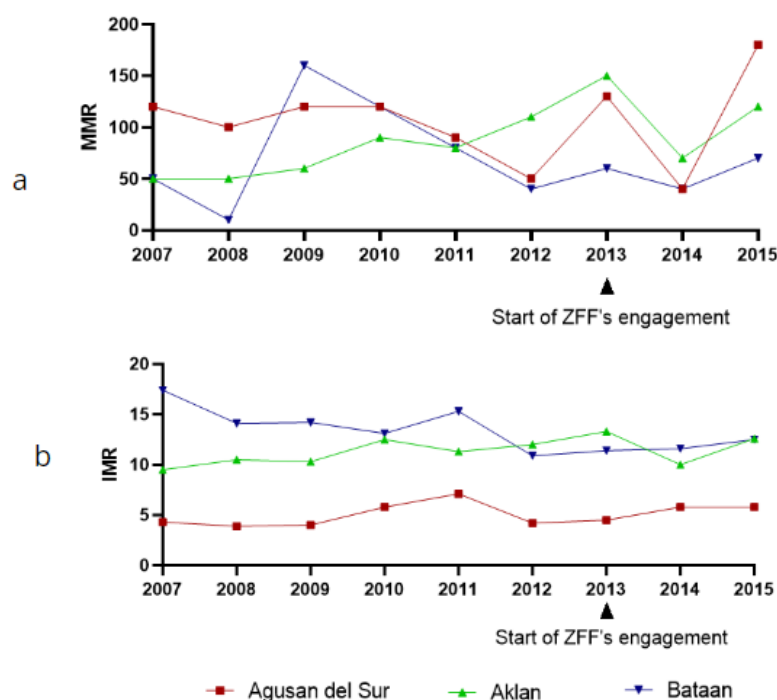 a
MMR
200
150
100
50
0
2007 2008 2009 2010 2011 2012 2013 2014 2015
Start of ZFF's engagement
b
IMR
20
15
10
5
0
2007 2008 2009 2010 2011 2012 2013 2014 2015
Start of ZFF's engagement
Agusan del Sur Aklan Bataan